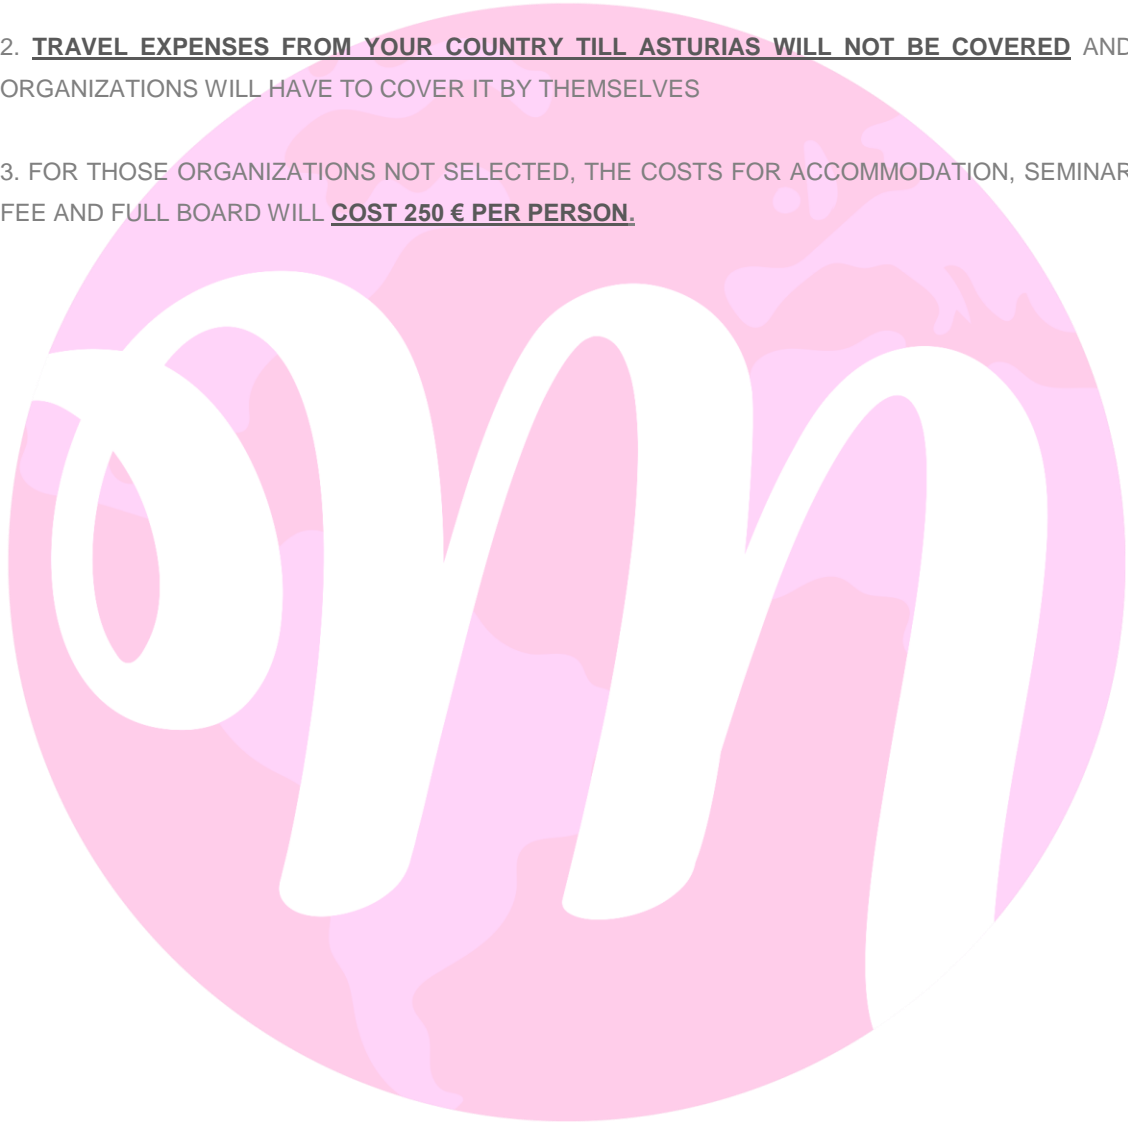 2. TRAVEL EXPENSES FROM YOUR COUNTRY TILL ASTURIAS WILL NOT BE COVERED AND
ORGANIZATIONS WILL HAVE TO COVER IT BY THEMSELVES
3. FOR THOSE ORGANIZATIONS NOT SELECTED, THE COSTS FOR ACCOMMODATION, SEMINAR
FEE AND FULL BOARD WILL COST 250 € PER PERSON.
m